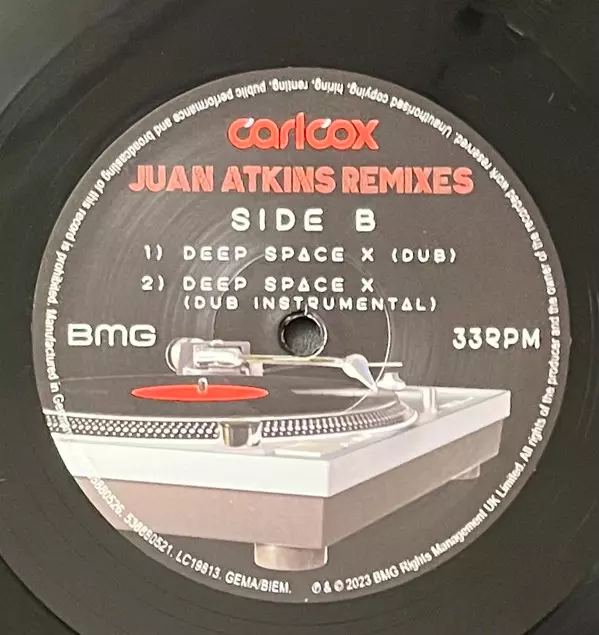 carlcox
JUAN ATKINS REMIXES
SIDE B
1) DEEP SPACE X (DUB)
2) DEEP SPACE X
(DUB INSTRUMENTAL)
BMG
33RPM
538880521. LC19813. GEMA/BIEM. ℗ & © 2023 BMG Rights Management UK Limited. All rights of the producer and the owner of the recorded work reserved. Unauthorised copying, hiring, renting, public performance and broadcasting of this record is prohibited. Manufactured in